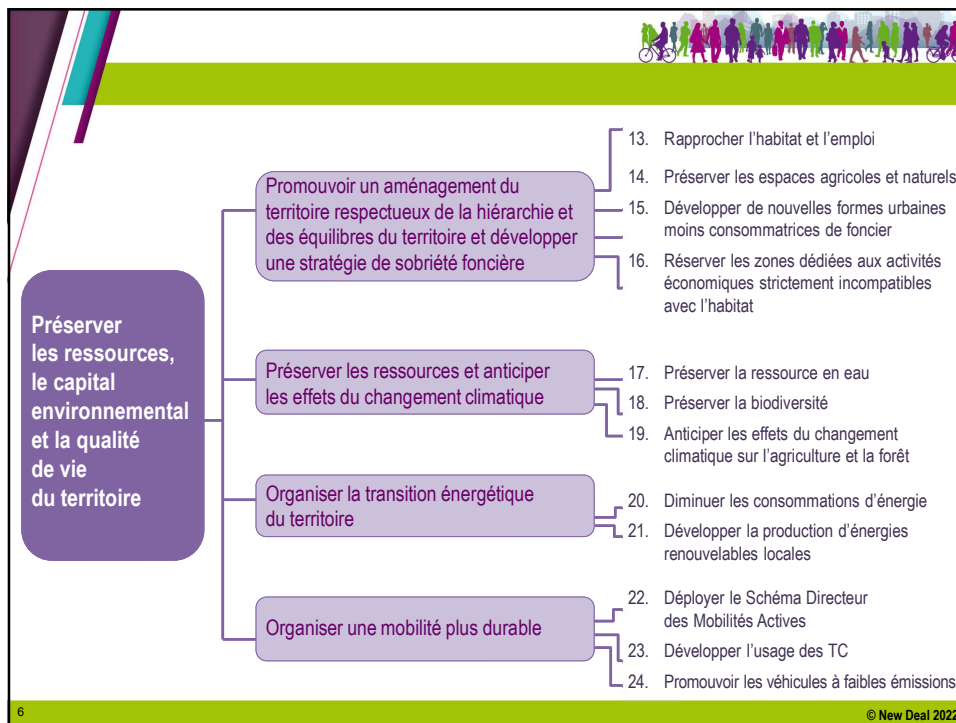 Préserver
les ressources,
le capital
environnemental
et la qualité
de vie
du territoire
Promouvoir un aménagement du
territoire respectueux de la hiérarchie et
des équilibres du territoire et développer
une stratégie de sobriété foncière
13. Rapprocher l’habitat et l’emploi
14. Préserver les espaces agricoles et naturels
15. Développer de nouvelles formes urbaines
moins consommatrices de foncier
16. Réserver les zones dédiées aux activités
économiques strictement incompatibles
avec l’habitat
Préserver les ressources et anticiper
les effets du changement climatique
17. Préserver la ressource en eau
18. Préserver la biodiversité
19. Anticiper les effets du changement
climatique sur l’agriculture et la forêt
Organiser la transition énergétique
du territoire
20. Diminuer les consommations d’énergie
21. Développer la production d’énergies
renouvelables locales
Organiser une mobilité plus durable
22. Déployer le Schéma Directeur
des Mobilités Actives
23. Développer l’usage des TC
24. Promouvoir les véhicules à faibles émissions
6
© New Deal 2022